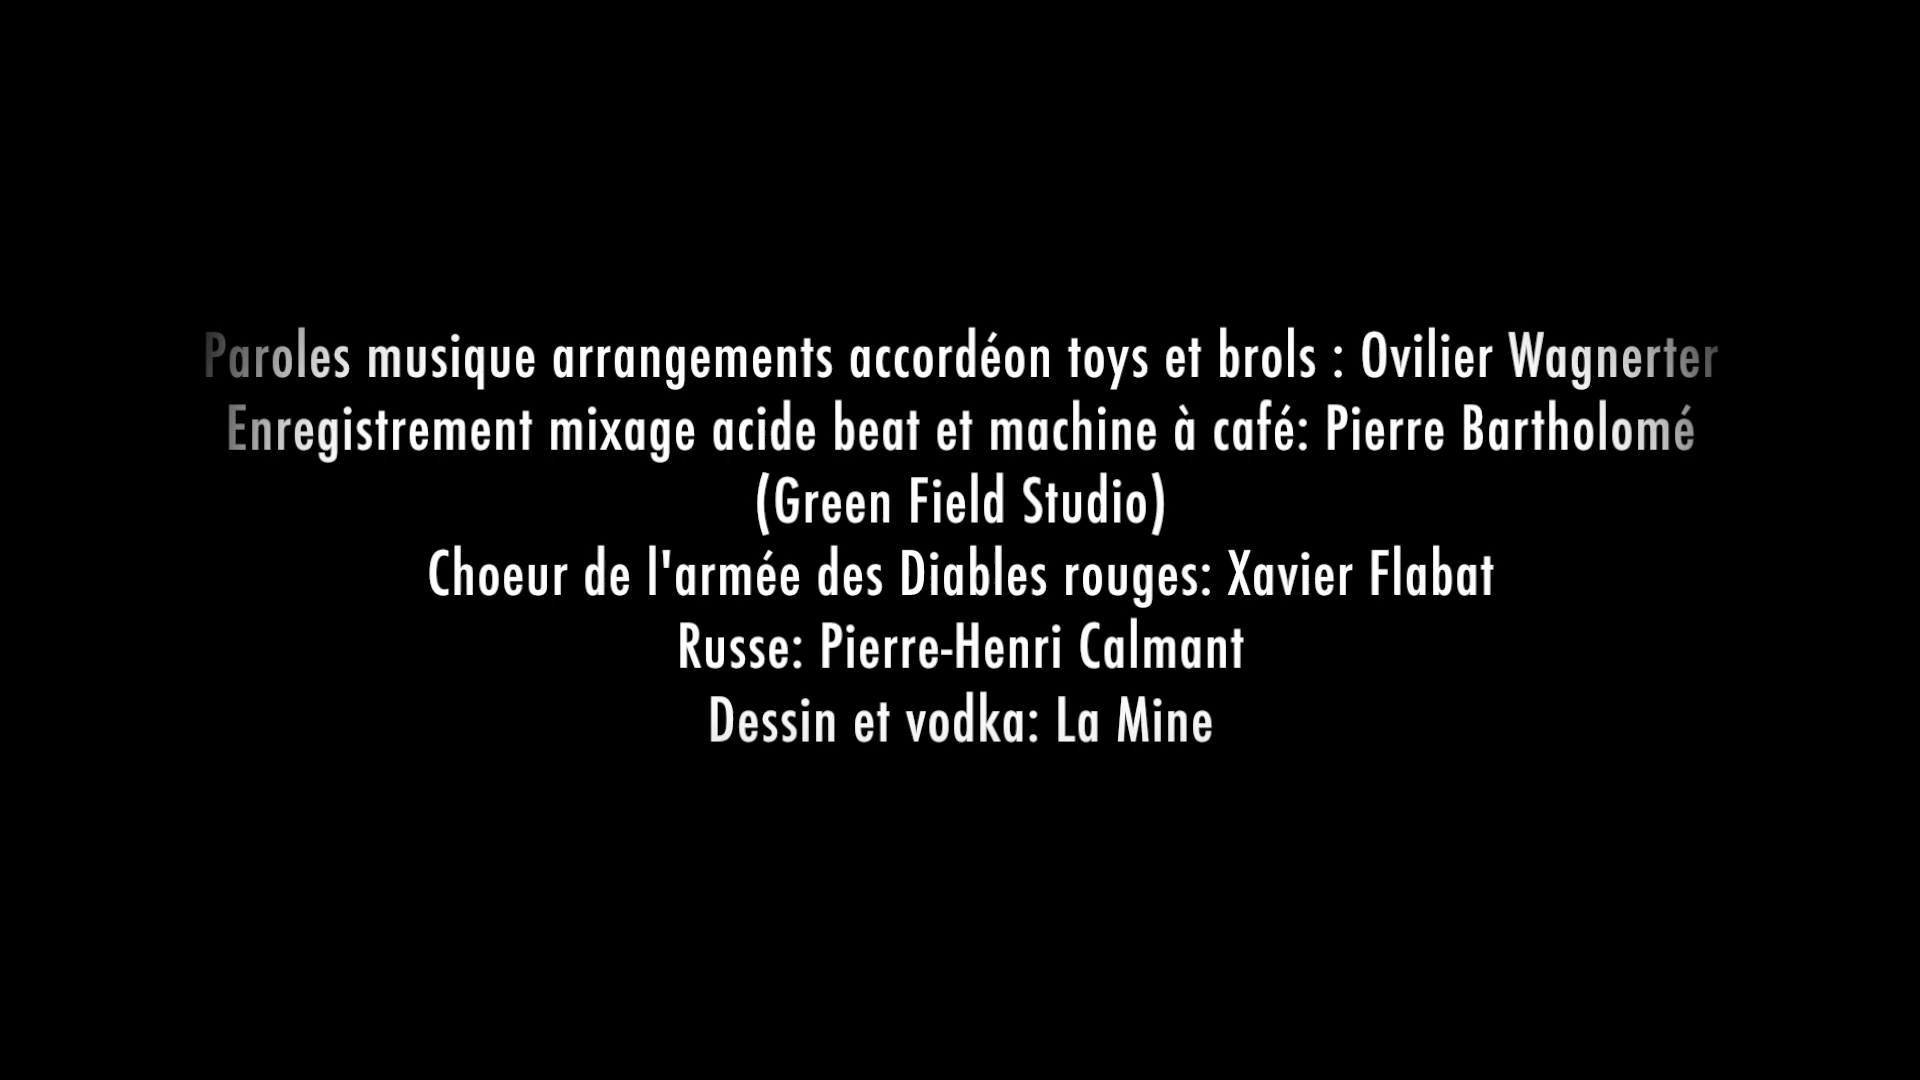 Paroles musique arrangements accordéon toys et brols : Ovilier Wagnerter
Enregistrement mixage acide beat et machine à café: Pierre Bartholomé
(Green Field Studio)
Choeur de l'armée des Diables rouges: Xavier Flabat
Russe: Pierre-Henri Calmant
Dessin et vodka: La Mine